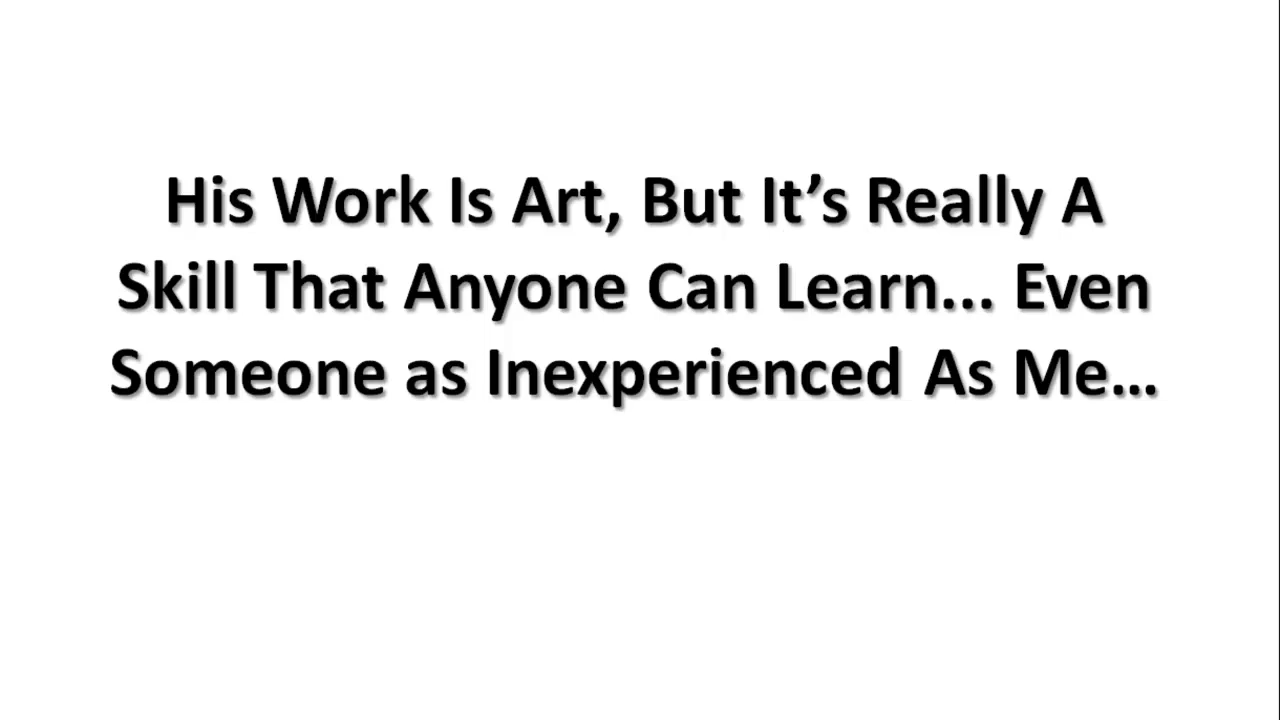 His Work Is Art, But It’s Really A
Skill That Anyone Can Learn... Even
Someone as Inexperienced As Me…